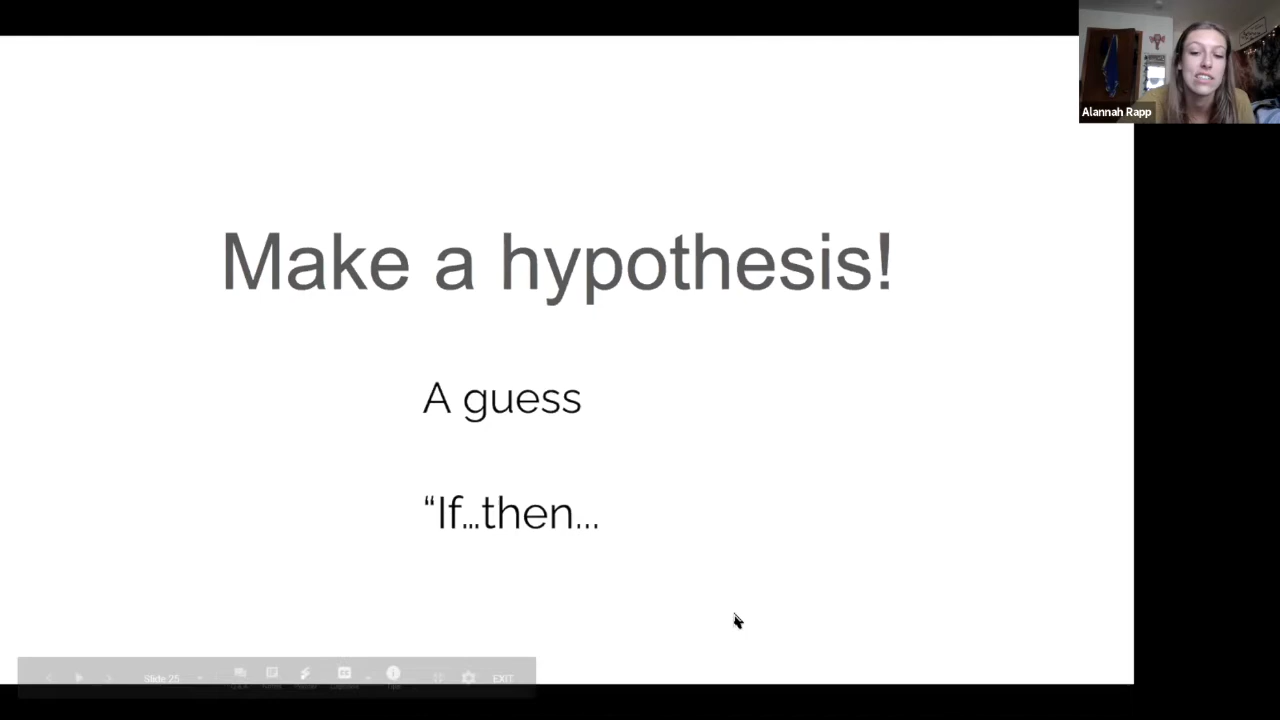 Alannah Rapp
Make a hypothesis!
A guess
“If...then...
Slide 25
EXIT